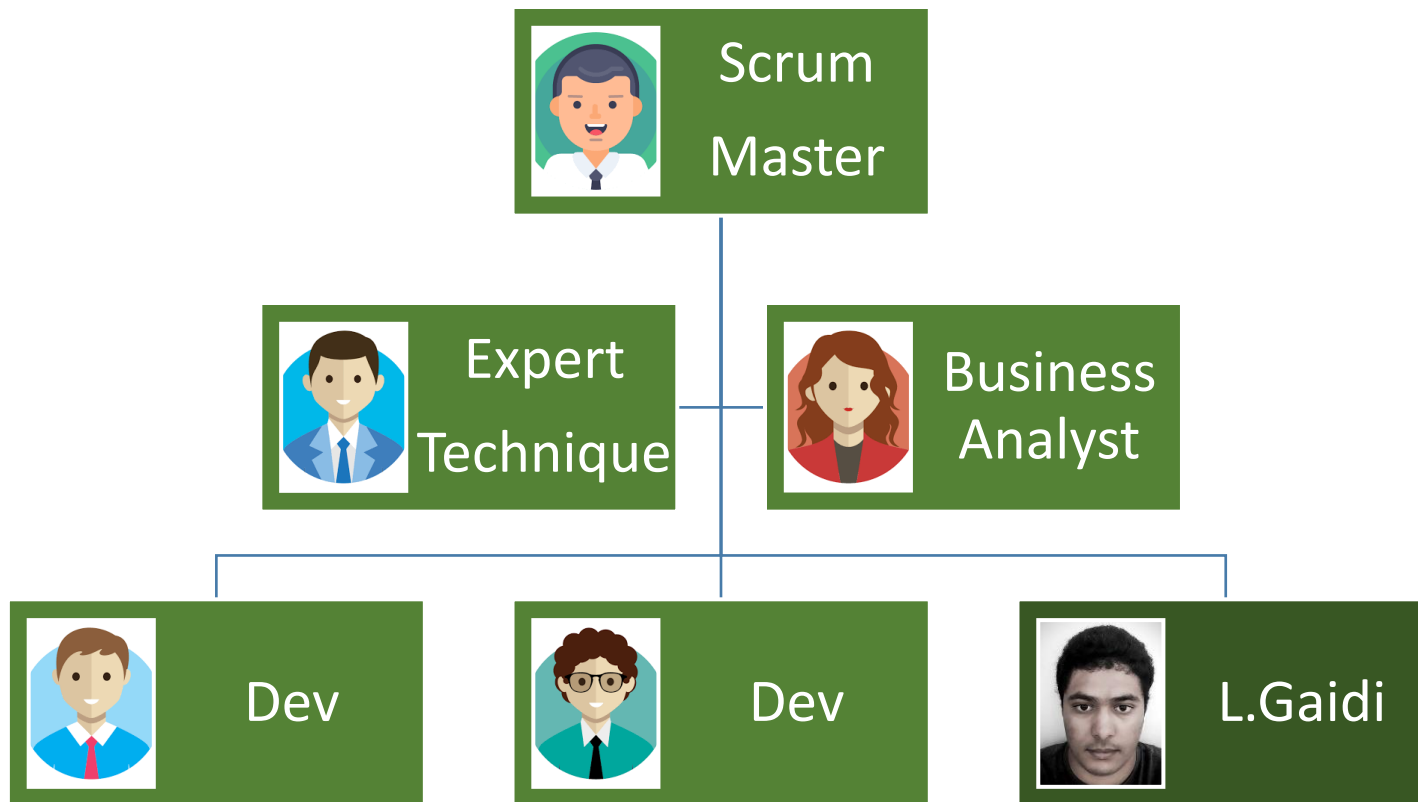 Scrum
Master
Expert
Technique
Business
Analyst
Dev
Dev
L.Gaidi